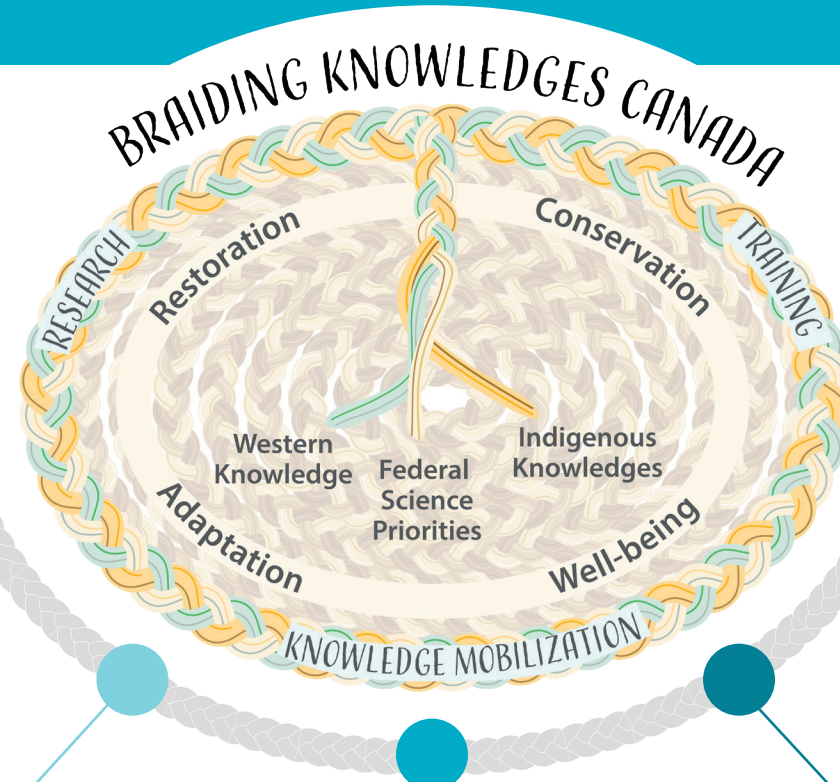 BRAIDING KNOWLEDGES CANADA
RESEARCH
Restoration
Conservation
TRAINING
Western
Knowledge
Federal
Science
Priorities
Indigenous
Knowledges
Adaptation
Well-being
KNOWLEDGE MOBILIZATION